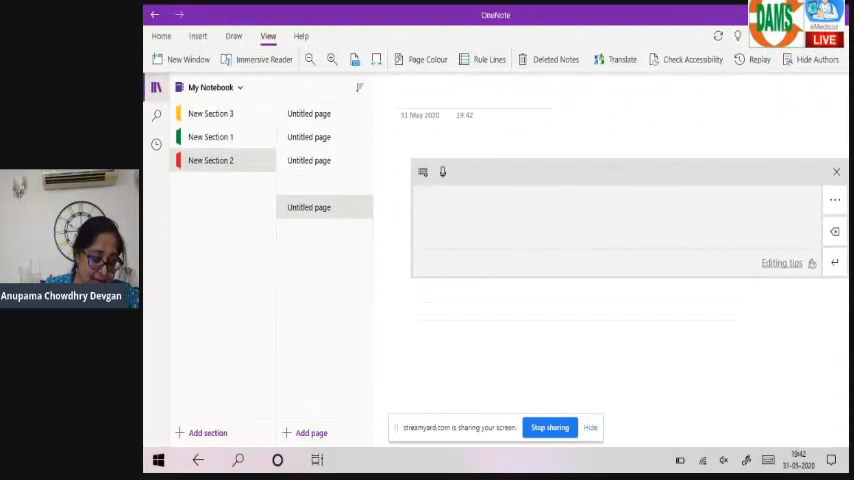 OneNote
DAMS
eMedicoz
LIVE
Home Insert Draw View Help
New Window Immersive Reader Page Colour Rule Lines Deleted Notes Translate Check Accessibility Replay Hide Authors
My Notebook
New Section 3 Untitled page
31 May 2020 19:42
New Section 1 Untitled page
New Section 2 Untitled page
Untitled page
Editing tips
Anupama Chowdhry Devgan
streamyard.com is sharing your screen. Stop sharing Hide
Add section Add page
19:42
31-05-2020